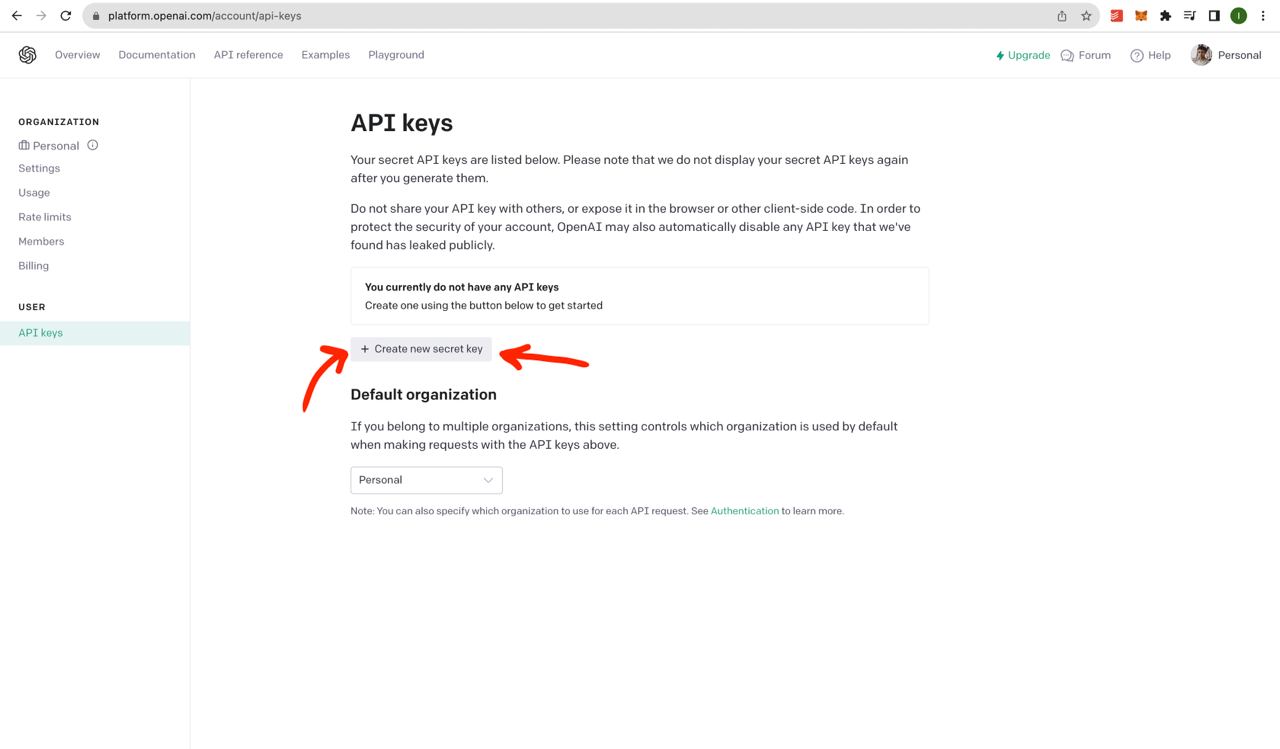 platform.openai.com/account/api-keys
I
Overview Documentation API reference Examples Playground
Upgrade Forum Help Personal
ORGANIZATION
Personal
Settings
Usage
Rate limits
Members
Billing
USER
API keys
API keys
Your secret API keys are listed below. Please note that we do not display your secret API keys again
after you generate them.
Do not share your API key with others, or expose it in the browser or other client-side code. In order to
protect the security of your account, OpenAI may also automatically disable any API key that we've
found has leaked publicly.
You currently do not have any API keys
Create one using the button below to get started
+ Create new secret key
Default organization
If you belong to multiple organizations, this setting controls which organization is used by default
when making requests with the API keys above.
Personal
Note: You can also specify which organization to use for each API request. See Authentication to learn more.